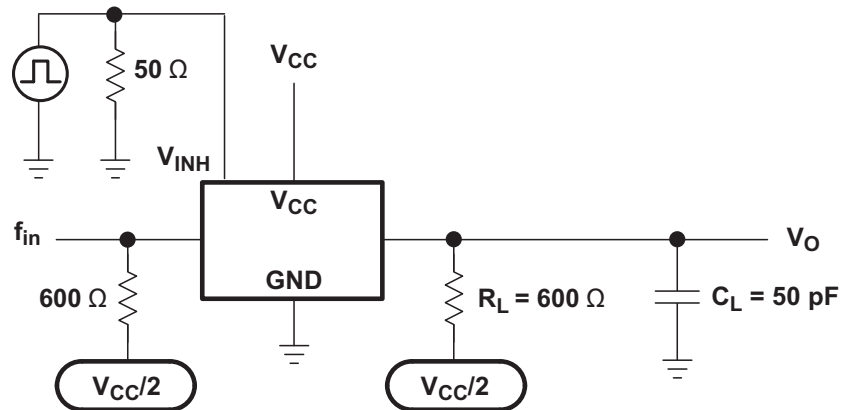 50 Ω
V_CC
V_INH
V_CC
f_in
V_O
GND
600 Ω
R_L = 600 Ω
C_L = 50 pF
V_CC/2
V_CC/2